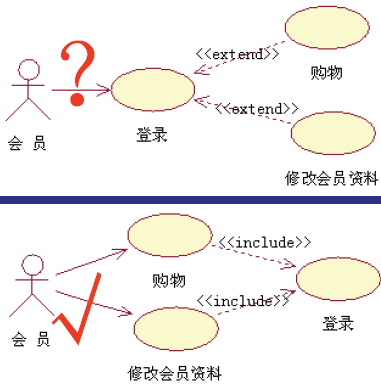 ?
<<extend>>
购物
会 员
登录
<<extend>>
修改会员资料
<<include>>
购物
<<include>>
登录
会 员
修改会员资料